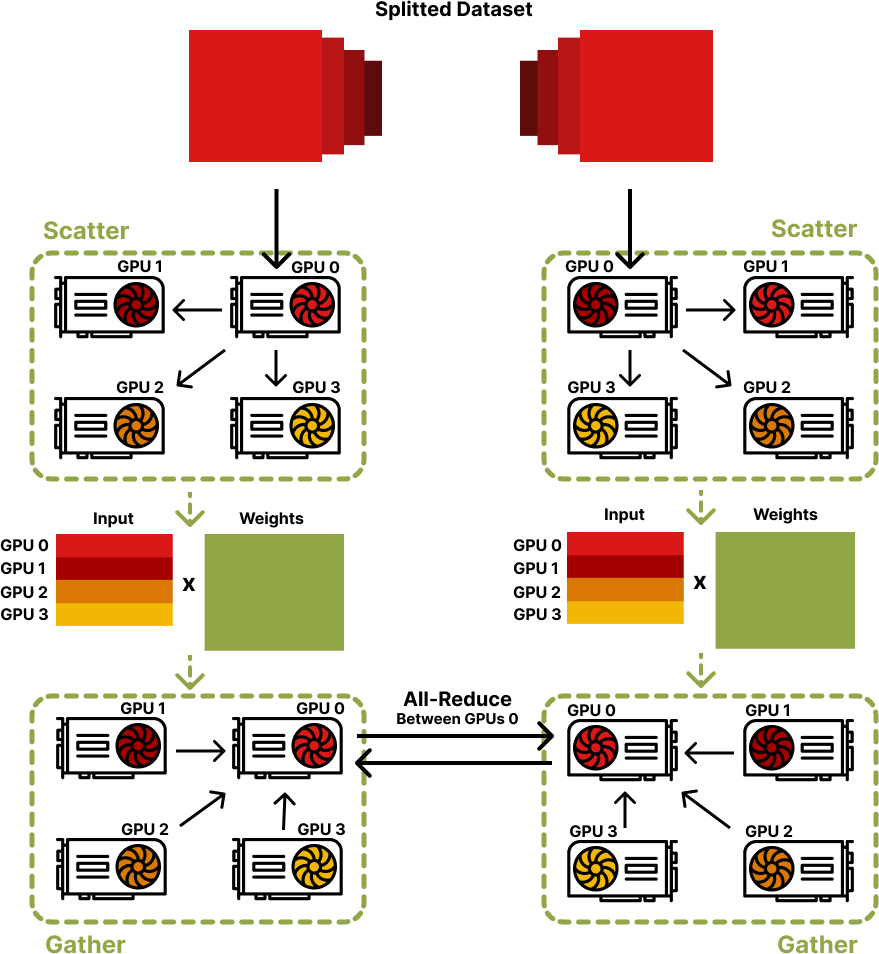 Splitted Dataset
Scatter
Scatter
GPU 1
GPU 0
GPU 0
GPU 1
GPU 2
GPU 3
GPU 3
GPU 2
Input
Weights
Input
Weights
GPU 0
GPU 1
GPU 2
GPU 3
x
GPU 0
GPU 1
GPU 2
GPU 3
x
All-Reduce
Between GPUs 0
GPU 1
GPU 0
GPU 0
GPU 1
GPU 2
GPU 3
GPU 3
GPU 2
Gather
Gather